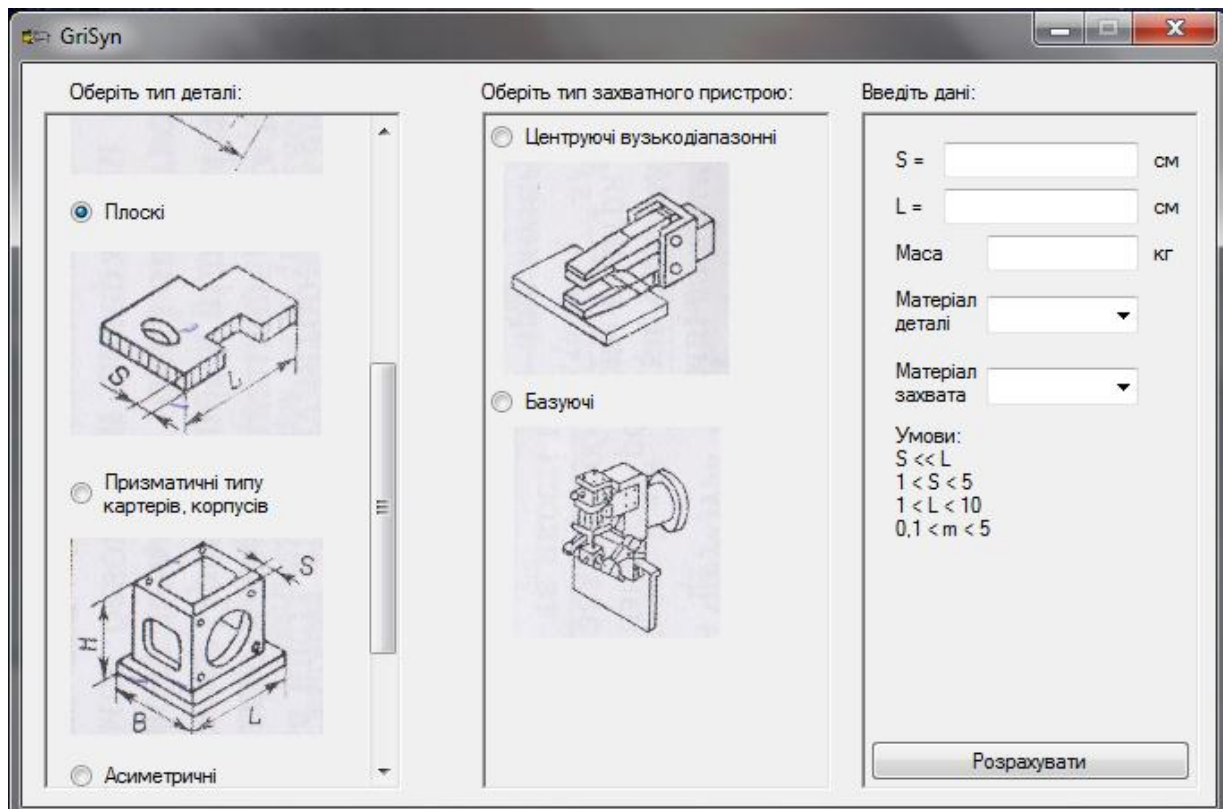 GriSyn
Оберіть тип деталі:
Плоскі
S
L
Призматичні типу
картерів, корпусів
S
H
B
L
Асиметричні
Оберіть тип захватного пристрою:
Центруючі вузькодіапазонні
Базуючі
Введіть дані:
S = см
L = см
Маса кг
Матеріал
деталі
Матеріал
захвата
Умови:
S << L
1 < S < 5
1 < L < 10
0,1 < m < 5
Розрахувати